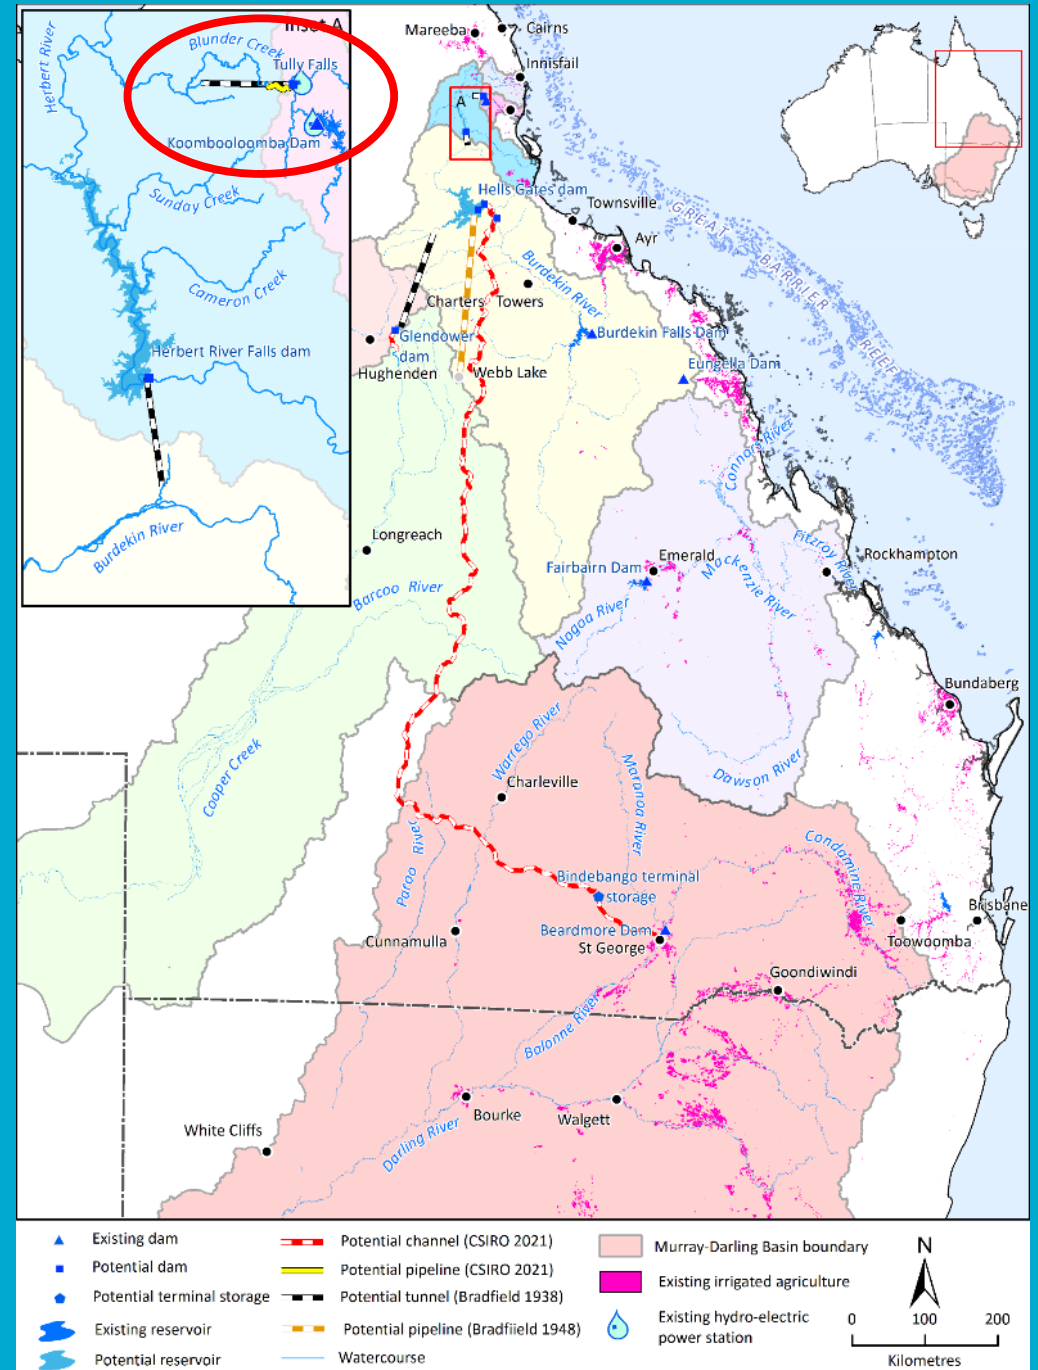 Inset A
Herbert River
Blunder Creek
Tully Falls
Koombooloomba Dam
Sunday Creek
Cameron Creek
Herbert River Falls dam
Burdekin River
Mareeba
Cairns
Innisfail
A
Hells Gates dam
Townsville
GREAT BARRIER REEF
Ayr
Burdekin River
Charters Towers
Burdekin Falls Dam
Glendower
dam
Hughenden
Webb Lake
Eungella Dam
Connors River
Longreach
Barcoo River
Emerald
Fairbairn Dam
Mackenzie River
Fitzroy River
Rockhampton
Nogoa River
Bundaberg
Cooper Creek
Warrego River
Charleville
Maranoa River
Dawson River
Paroo River
Condamine River
Bindebango terminal
storage
Brisbane
Cunnamulla
Beardmore Dam
St George
Toowoomba
Goondiwindi
Balonne River
Bourke
Walgett
Darling River
White Cliffs
Existing dam
Potential dam
Potential terminal storage
Existing reservoir
Potential reservoir
Potential channel (CSIRO 2021)
Potential pipeline (CSIRO 2021)
Potential tunnel (Bradfield 1938)
Potential pipeline (Bradfiield 1948)
Watercourse
Murray-Darling Basin boundary
Existing irrigated agriculture
Existing hydro-electric
power station
N
0 100 200
Kilometres